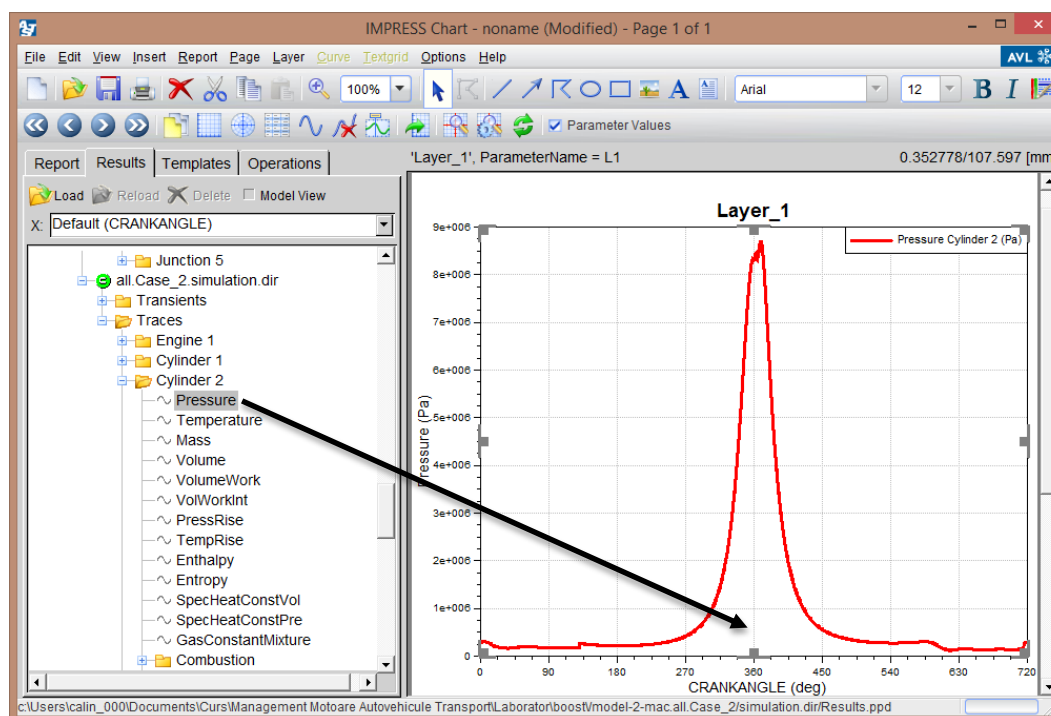 IMPRESS Chart - noname (Modified) - Page 1 of 1
File Edit View Insert Report Page Layer Curve Textgrid Options Help
AVL
100% A Arial 12 B I
Parameter Values
Report Results Templates Operations
'Layer_1', ParameterName = L1 0.352778/107.597 [mm
Load Reload Delete Model View
X: Default (CRANKANGLE)
Junction 5
all.Case_2.simulation.dir
Transients
Traces
Engine 1
Cylinder 1
Cylinder 2
Pressure
Temperature
Mass
Volume
VolumeWork
VolWorkInt
PressRise
TempRise
Enthalpy
Entropy
SpecHeatConstVol
SpecHeatConstPre
GasConstantMixture
Combustion
Layer_1
Pressure Cylinder 2 (Pa)
9e+006
8e+006
7e+006
6e+006
5e+006
4e+006
3e+006
2e+006
1e+006
0
Pressure (Pa)
0 90 180 270 360 450 540 630 720
CRANKANGLE (deg)
c:\Users\calin_000\Documents\Curs\Management Motoare Autovehicule Transport\Laborator\boost\/model-2-mac.all.Case_2/simulation.dir/Results.ppd